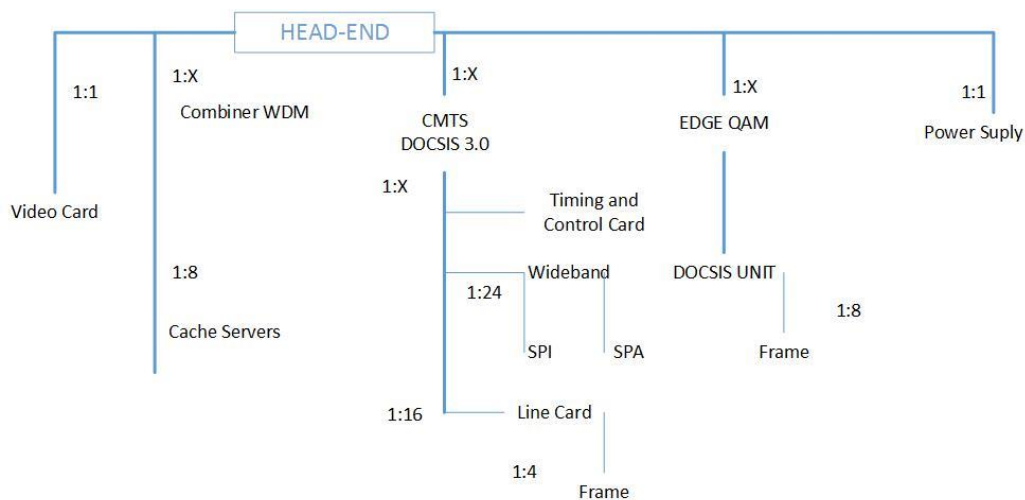 HEAD-END
1:1
1:X
1:X
1:X
1:1
Combiner WDM
CMTS
DOCSIS 3.0
EDGE QAM
Power Suply
1:X
Video Card
Timing and
Control Card
1:8
Wideband
DOCSIS UNIT
1:24
1:8
Cache Servers
SPI
SPA
Frame
1:16
Line Card
1:4
Frame